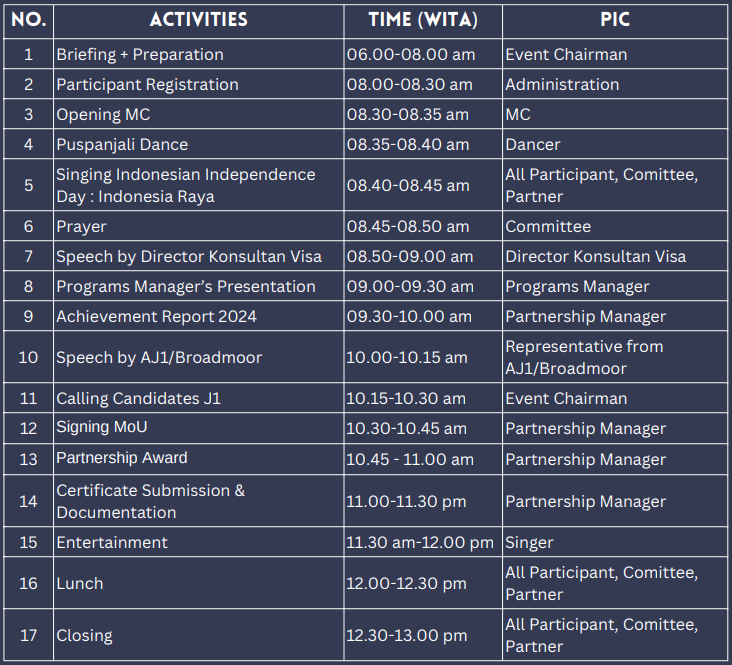 NO. ACTIVITIES TIME (WITA) PIC
1 Briefing + Preparation 06.00-08.00 am Event Chairman
2 Participant Registration 08.00-08.30 am Administration
3 Opening MC 08.30-08.35 am MC
4 Puspanjali Dance 08.35-08.40 am Dancer
5 Singing Indonesian Independence
Day : Indonesia Raya 08.40-08.45 am All Participant, Comittee,
Partner
6 Prayer 08.45-08.50 am Committee
7 Speech by Director Konsultan Visa 08.50-09.00 am Director Konsultan Visa
8 Programs Manager’s Presentation 09.00-09.30 am Programs Manager
9 Achievement Report 2024 09.30-10.00 am Partnership Manager
10 Speech by AJ1/Broadmoor 10.00-10.15 am Representative from
AJ1/Broadmoor
11 Calling Candidates J1 10.15-10.30 am Event Chairman
12 Signing MoU 10.30-10.45 am Partnership Manager
13 Partnership Award 10.45 - 11.00 am Partnership Manager
14 Certificate Submission &
Documentation 11.00-11.30 pm Partnership Manager
15 Entertainment 11.30 am-12.00 pm Singer
16 Lunch 12.00-12.30 pm All Participant, Comittee,
Partner
17 Closing 12.30-13.00 pm All Participant, Comittee,
Partner